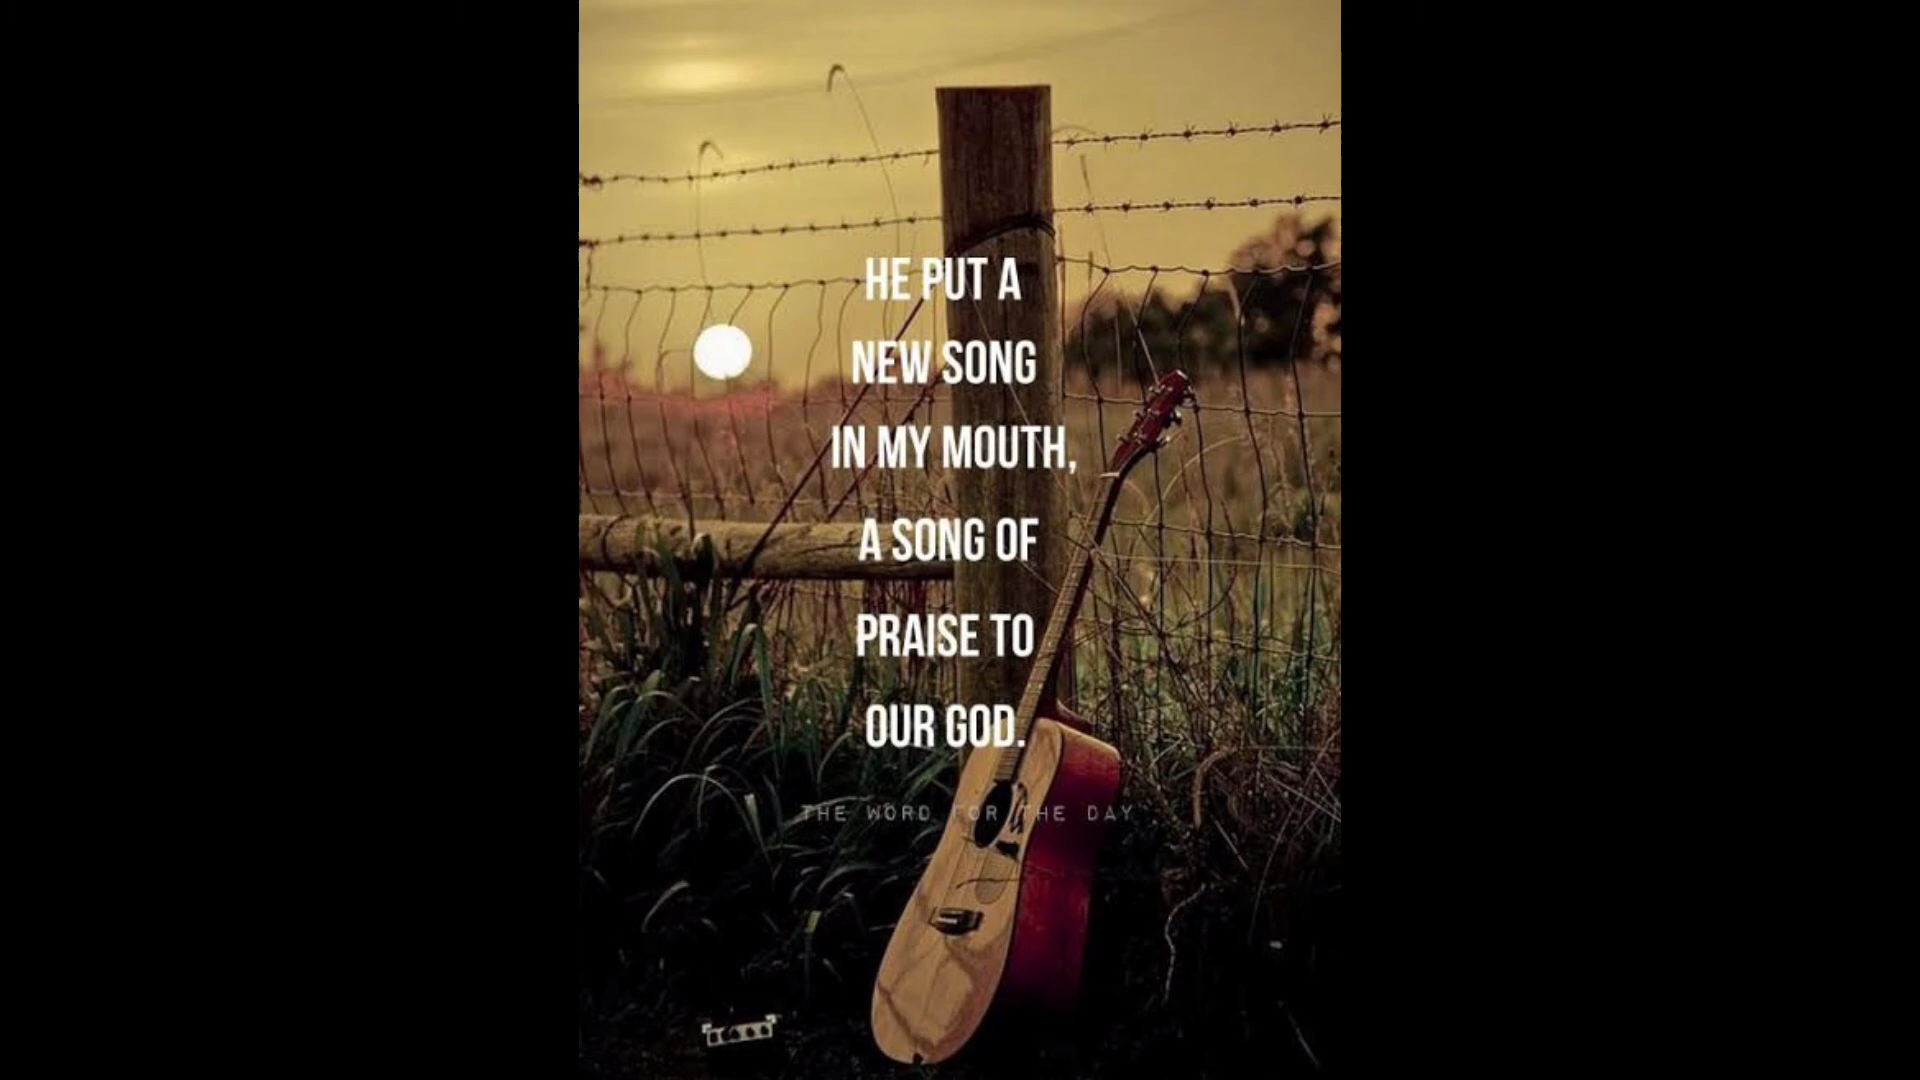 HE PUT A
NEW SONG
IN MY MOUTH,
A SONG OF
PRAISE TO
OUR GOD.
THE WORD FOR THE DAY